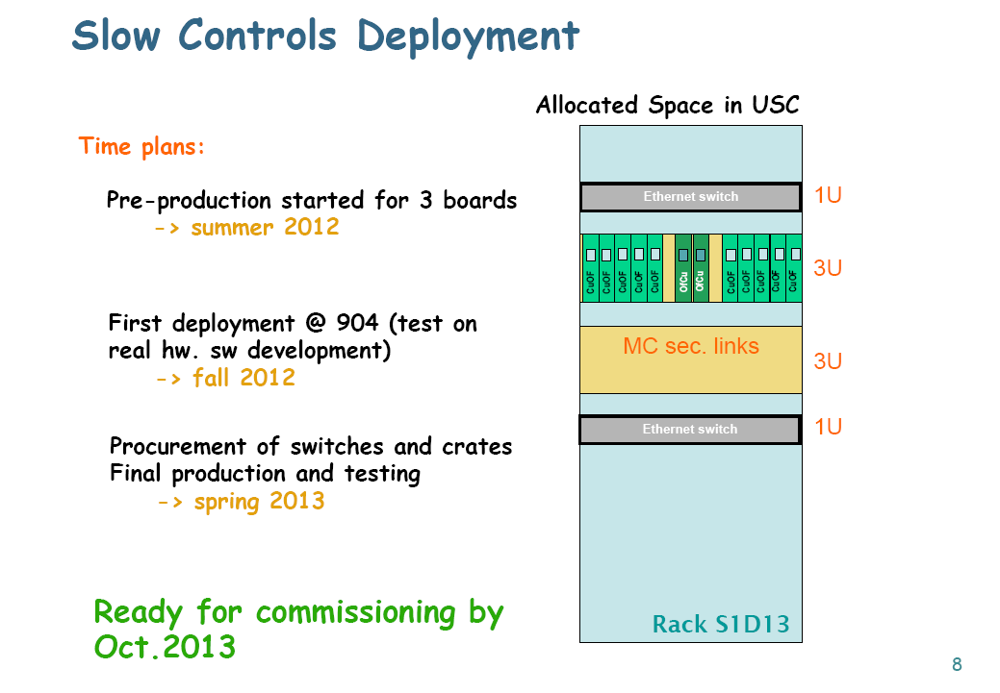 Slow Controls Deployment
Allocated Space in USC
Time plans:
Pre-production started for 3 boards
-> summer 2012
First deployment @ 904 (test on
real hw. sw development)
-> fall 2012
Procurement of switches and crates
Final production and testing
-> spring 2013
Ready for commissioning by
Oct.2013
Ethernet switch
1U
CuOF
CuOF
CuOF
CuOF
CuOF
OfCu
OfCu
CuOF
CuOF
CuOF
CuOF
CuOF
3U
MC sec. links
3U
Ethernet switch
1U
Rack S1D13
8